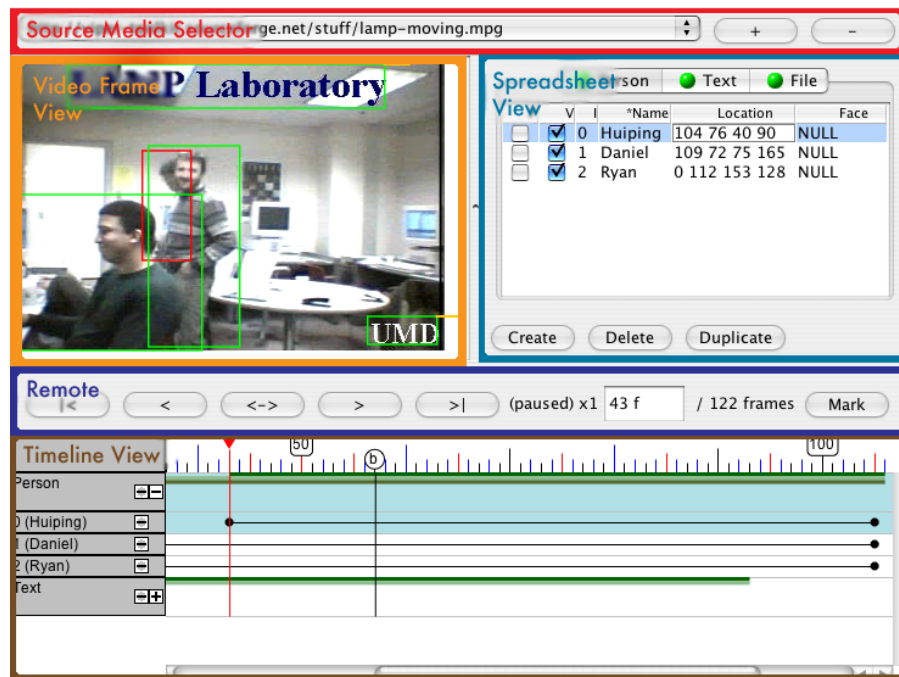 Source Media Selector ge.net/stuff/lamp-moving.mpg + -
Video Frame View
LAMP Laboratory
UMD
Spreadsheet View
erson Text File
V I *Name Location Face
0 Huiping 104 76 40 90 NULL
1 Daniel 109 72 75 165 NULL
2 Ryan 0 112 153 128 NULL
Create Delete Duplicate
Remote
|< < <-> > >| (paused) x1 43 f / 122 frames Mark
Timeline View
50 100
b
Person
0 (Huiping)
1 (Daniel)
2 (Ryan)
Text